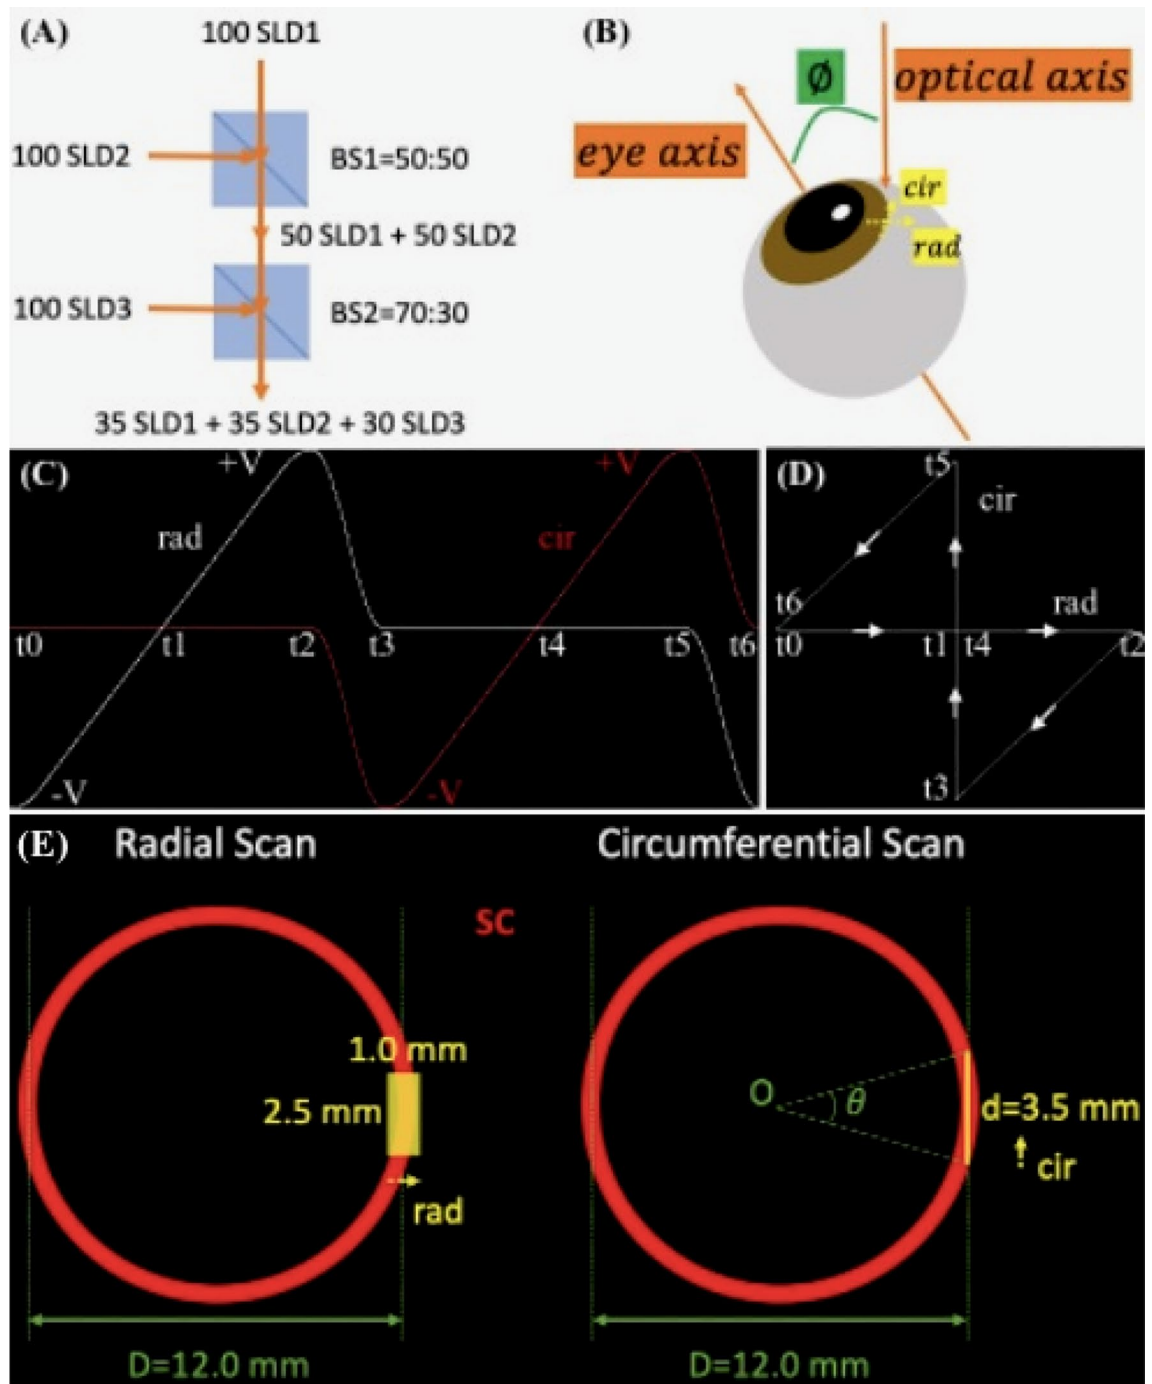 (A)
100 SLD1
100 SLD2
BS1=50:50
50 SLD1 + 50 SLD2
100 SLD3
BS2=70:30
35 SLD1 + 35 SLD2 + 30 SLD3
(B)
Ø
optical axis
eye axis
cir
rad
(C)
+V
+V
rad
cir
t0
t1
t2
t3
t4
t5
t6
-V
-V
(D)
t5
cir
t6
rad
t0
t1
t4
t2
t3
(E)
Radial Scan
Circumferential Scan
SC
1.0 mm
2.5 mm
rad
D=12.0 mm
O
θ
d=3.5 mm
cir
D=12.0 mm